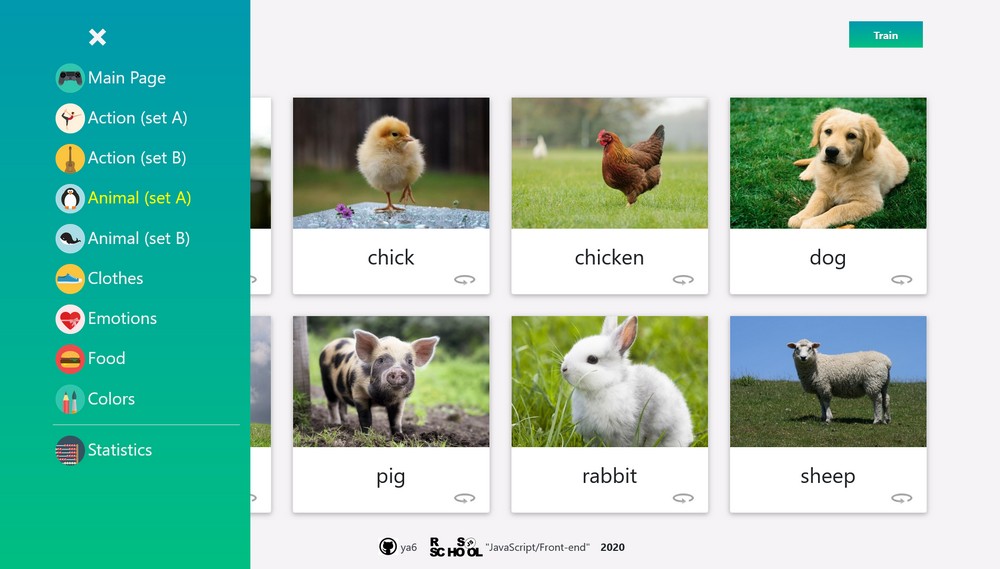 Train
Main Page
Action (set A)
Action (set B)
Animal (set A)
Animal (set B)
Clothes
Emotions
Food
Colors
Statistics
chick
chicken
dog
pig
rabbit
sheep
ya6
RS
SCHOOL
"JavaScript/Front-end"
2020